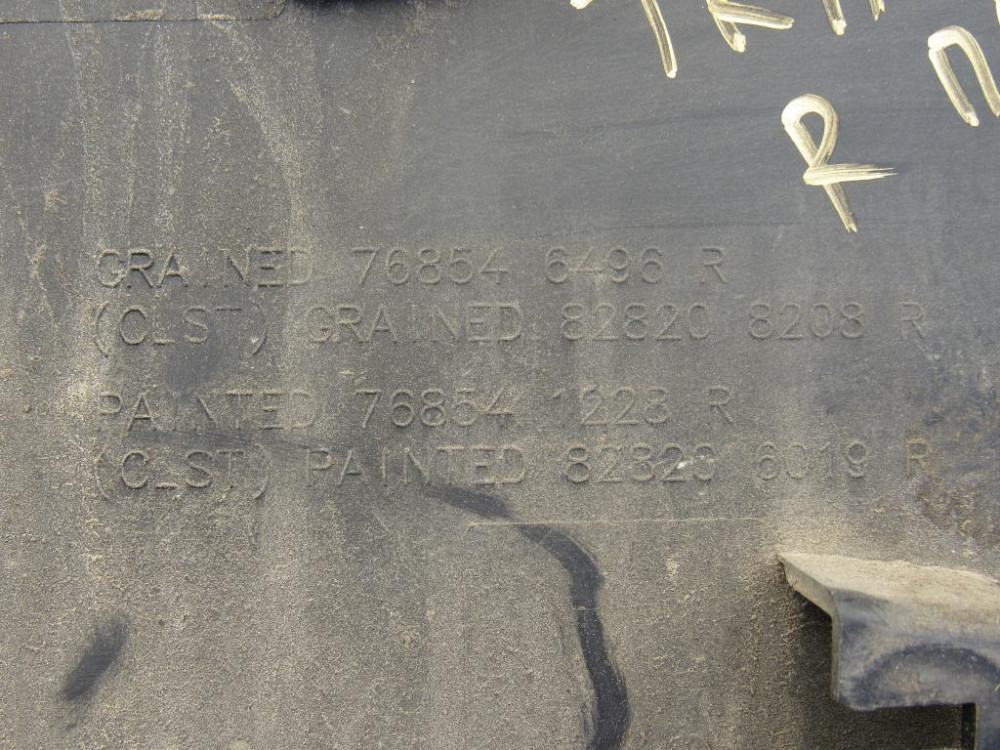 R
GRAINED 76854 6496 R
(CLST) GRAINED 82820 8208 R
PAINTED 76854 1228 R
(CLST) PAINTED 82823 6019 R